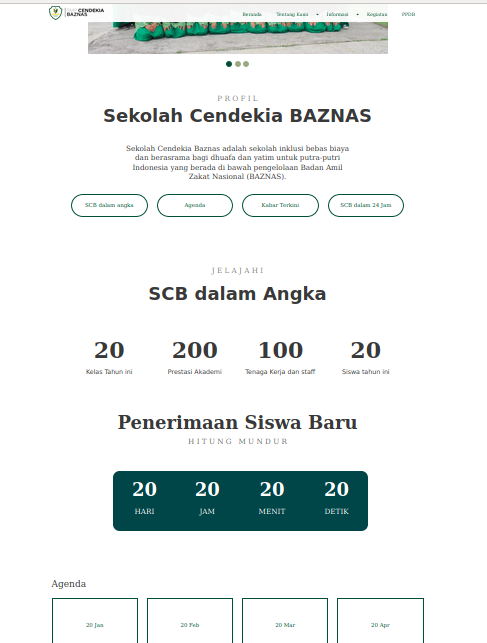 CENDEKIA
BAZNAS
Beranda Tentang Kami Informasi Kegiatan PPDB
PROFIL
Sekolah Cendekia BAZNAS
Sekolah Cendekia Baznas adalah sekolah inklusi bebas biaya
dan berasrama bagi dhuafa dan yatim untuk putra-putri
Indonesia yang berada di bawah pengelolaan Badan Amil
Zakat Nasional (BAZNAS).
SCB dalam angka Agenda Kabar Terkini SCB dalam 24 Jam
JELAJAHI
SCB dalam Angka
20 200 100 20
Kelas Tahun ini Prestasi Akademi Tenaga Kerja dan staff Siswa tahun ini
Penerimaan Siswa Baru
HITUNG MUNDUR
20 20 20 20
HARI JAM MENIT DETIK
Agenda
20 Jan 20 Feb 20 Mar 20 Apr